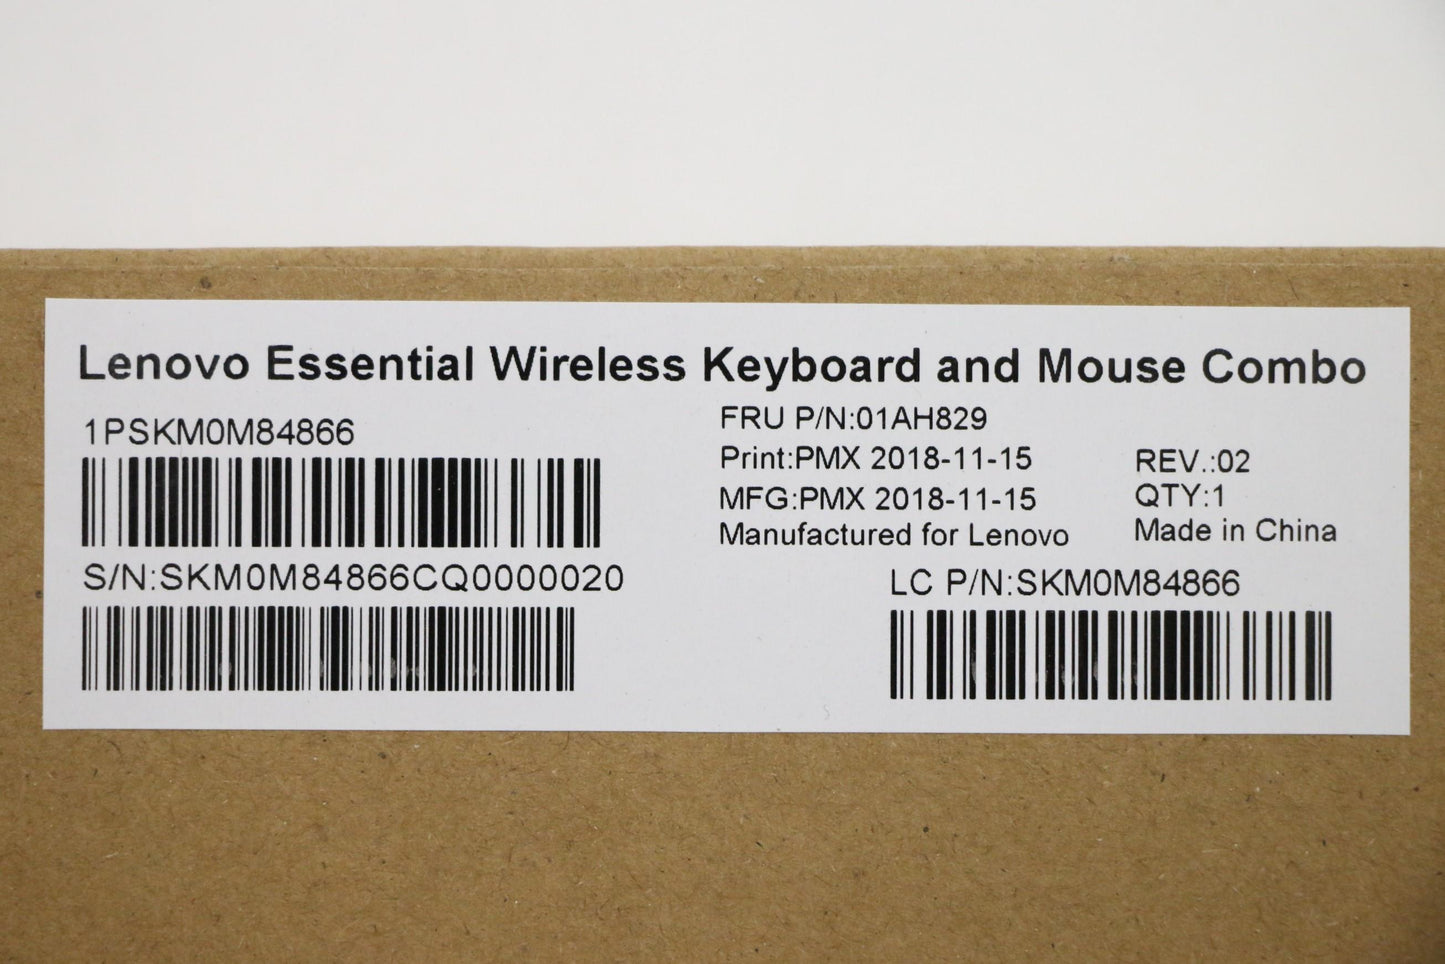 Lenovo Essential Wireless Keyboard and Mouse Combo
1PSKM0M84866
S/N:SKM0M84866CQ0000020
FRU P/N:01AH829
Print:PMX 2018-11-15
MFG:PMX 2018-11-15
Manufactured for Lenovo
REV.:02
QTY:1
Made in China
LC P/N:SKM0M84866